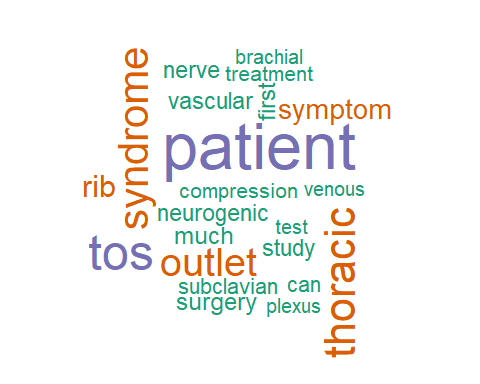 brachial
nerve
treatment
syndrome
vascular
first
symptom
patient
rib
compression
venous
neurogenic
thoracic
much
test
tos
outlet
study
subclavian
can
surgery
plexus